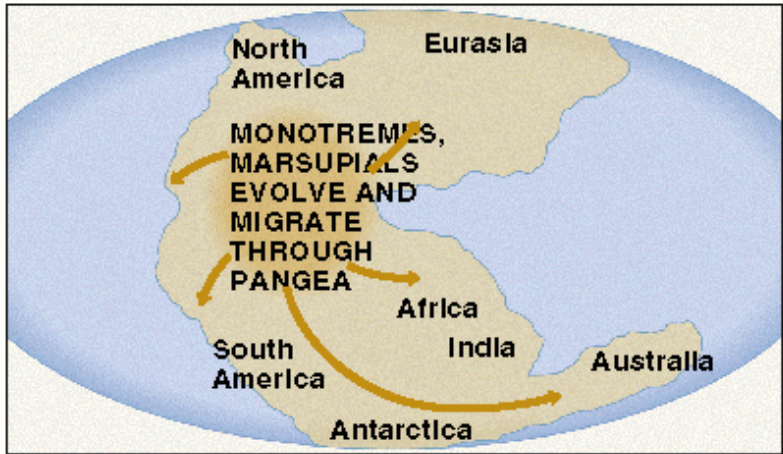 North
America
Eurasia
MONOTREMES,
MARSUPIALS
EVOLVE AND
MIGRATE
THROUGH
PANGEA
Africa
India
Australia
South
America
Antarctica